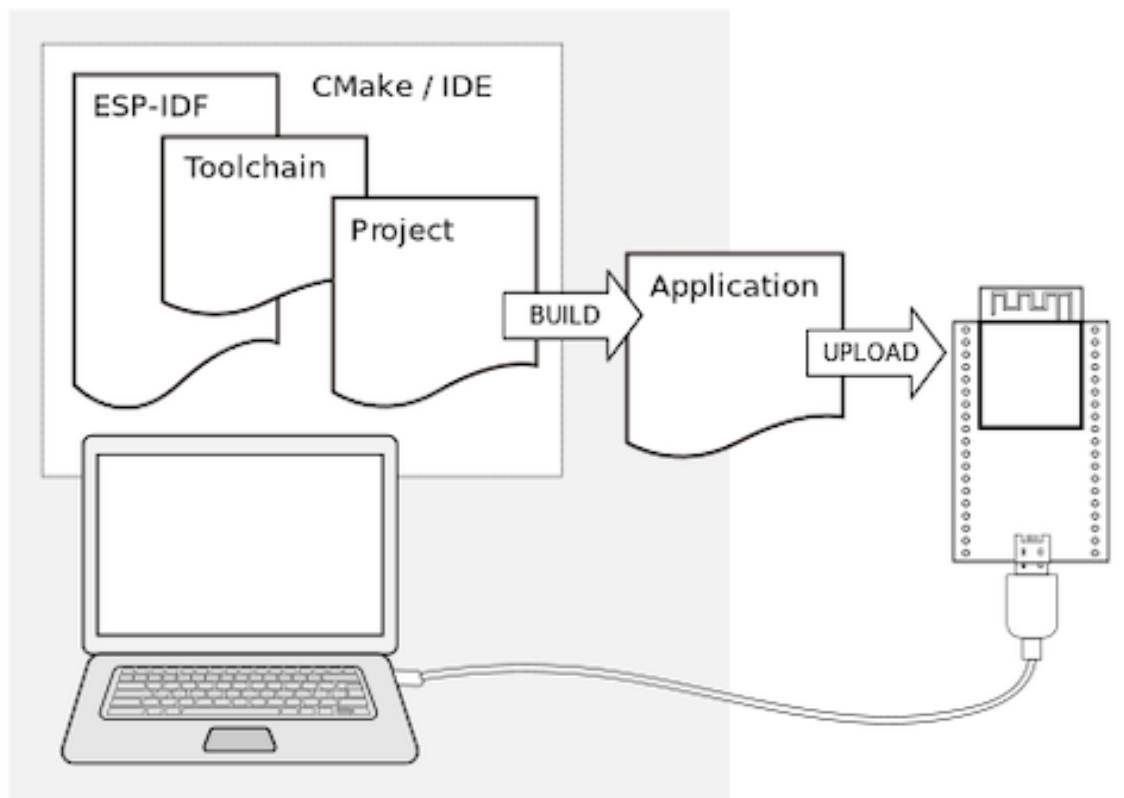 CMake / IDE
ESP-IDF
Toolchain
Project
BUILD
Application
UPLOAD